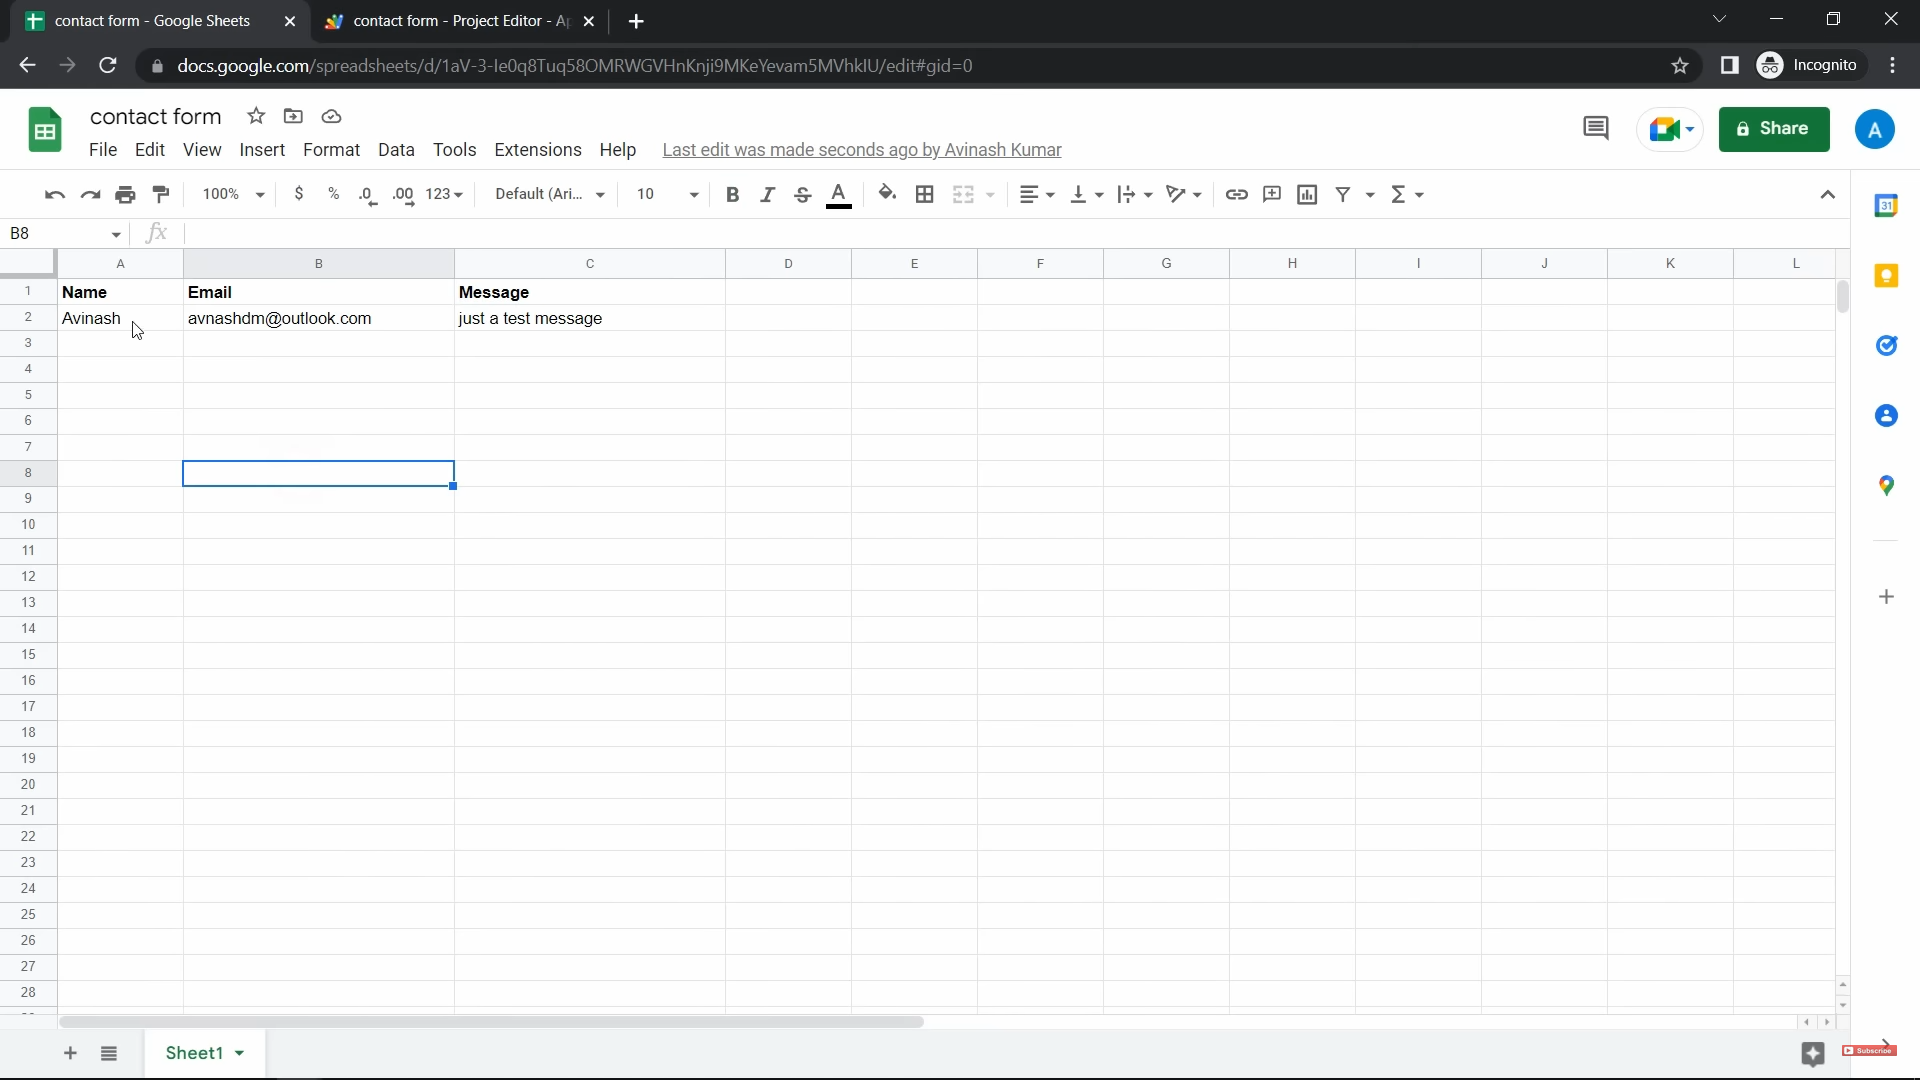 contact form - Google Sheets
contact form - Project Editor - Ap
docs.google.com/spreadsheets/d/1aV-3-Ie0q8Tuq58OMRWGVHnKnji9MKeYevam5MVhkIU/edit#gid=0
Incognito
contact form
File Edit View Insert Format Data Tools Extensions Help Last edit was made seconds ago by Avinash Kumar
Share
A
100% $ % .0 .00 123 Default (Ari... 10 B I S A
31
B8 fx
A B C D E F G H I J K L
1 Name Email Message
2 Avinash avnashdm@outlook.com just a test message
3
4
5
6
7
8
9
10
11
12
13
14
15
16
17
18
19
20
21
22
23
24
25
26
27
28
Sheet1
Subscribe